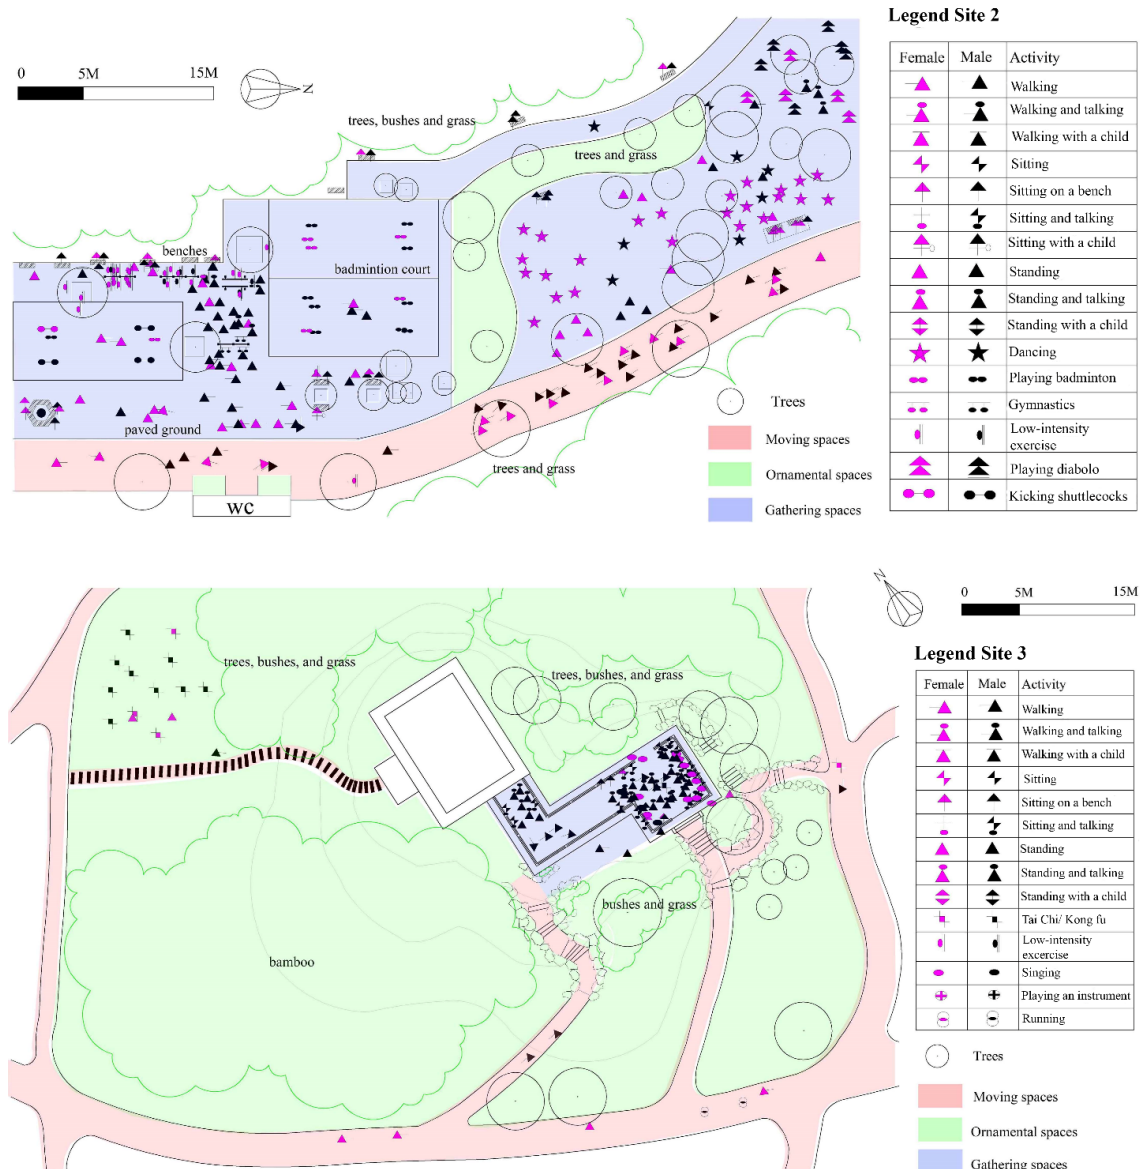 Legend Site 2
0 5M 15M
N
Female Male Activity
Walking
Walking and talking
Walking with a child
Sitting
Sitting on a bench
Sitting and talking
Sitting with a child
Standing
Standing and talking
Standing with a child
Dancing
Playing badminton
Gymnastics
Low-intensity
exercise
Playing diabolo
Kicking shuttlecocks
trees, bushes and grass
trees and grass
benches
badmintion court
paved ground
trees and grass
wc
Trees
Moving spaces
Ornamental spaces
Gathering spaces
N
0 5M 15M
Legend Site 3
Female Male Activity
Walking
Walking and talking
Walking with a child
Sitting
Sitting on a bench
Sitting and talking
Standing
Standing and talking
Standing with a child
Tai Chi/ Kong fu
Low-intensity
excercise
Singing
Playing an instrument
Running
Trees
Moving spaces
Ornamental spaces
Gathering spaces
trees, bushes, and grass
trees, bushes, and grass
bushes and grass
bamboo